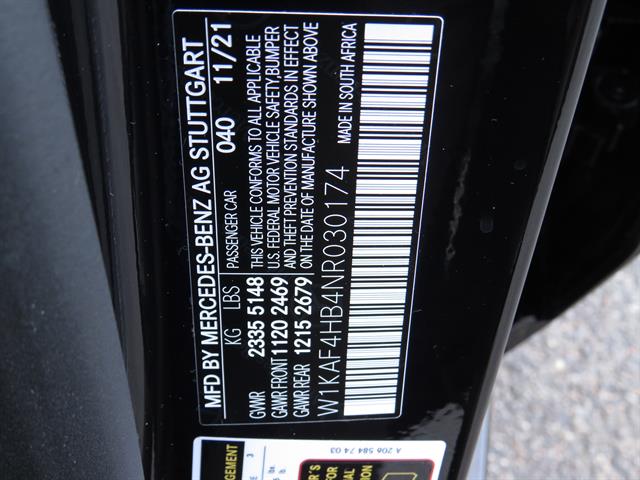 MFD BY MERCEDES-BENZ AG STUTTGART
040 11/21
KG LBS PASSENGER CAR
GVWR 2335 5148
GAWR FRONT 1120 2469
GAWR REAR 1215 2679
THIS VEHICLE CONFORMS TO ALL APPLICABLE
U.S. FEDERAL MOTOR VEHICLE SAFETY,BUMPER
AND THEFT PREVENTION STANDARDS IN EFFECT
ON THE DATE OF MANUFACTURE SHOWN ABOVE
W1KAF4HB4NR030174
MADE IN SOUTH AFRICA
A 206 584 74 03